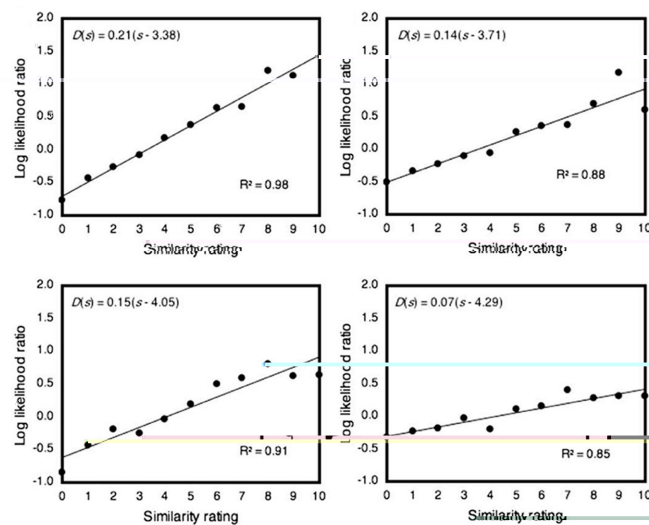 2.0
D(s) = 0.21(s - 3.38)
1.5
1.0
0.5
0.0
-0.5
-1.0
Log likelihood ratio
R² = 0.98
0 1 2 3 4 5 6 7 8 9 10
Similarity rating
2.0
D(s) = 0.14(s - 3.71)
1.5
1.0
0.5
0.0
-0.5
-1.0
Log likelihood ratio
R² = 0.88
0 1 2 3 4 5 6 7 8 9 10
Similarity rating
2.0
D(s) = 0.15(s - 4.05)
1.5
1.0
0.5
0.0
-0.5
-1.0
Log likelihood ratio
R² = 0.91
0 1 2 3 4 5 6 7 8 9 10
Similarity rating
2.0
D(s) = 0.07(s - 4.29)
1.5
1.0
0.5
0.0
-0.5
-1.0
Log likelihood ratio
R² = 0.85
0 1 2 3 4 5 6 7 8 9 10
Similarity rating